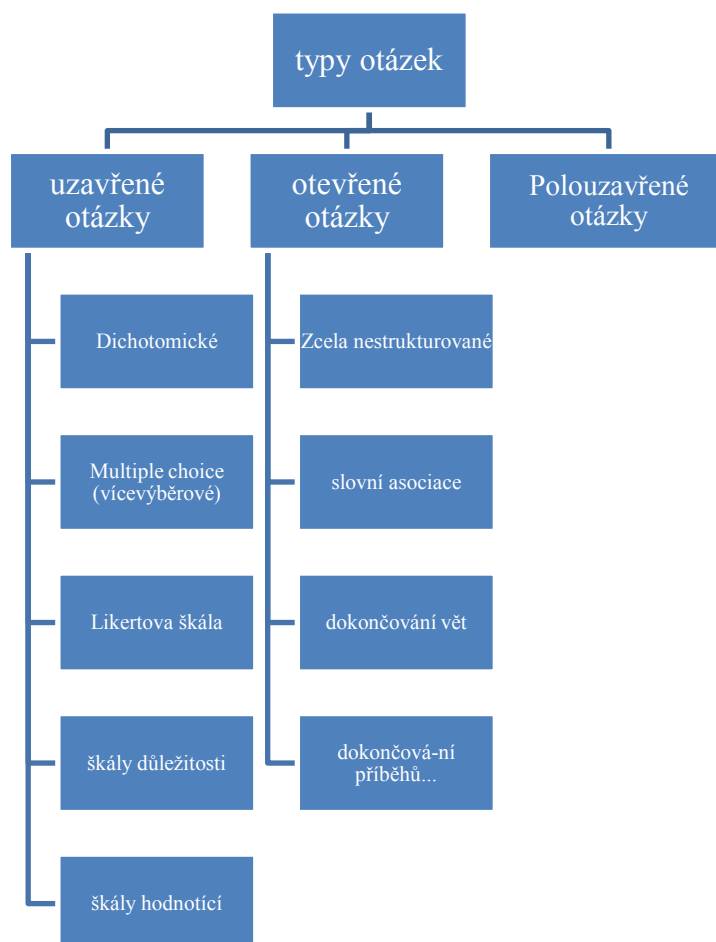 typy otázek
uzavřené
otázky
otevřené
otázky
Polouzavřené
otázky
Dichotomické
Multiple choice
(vícevýběrové)
Likertova škála
škály důležitosti
škály hodnotící
Zcela nestrukturované
slovní asociace
dokončování vět
dokončová-ní
příběhů...